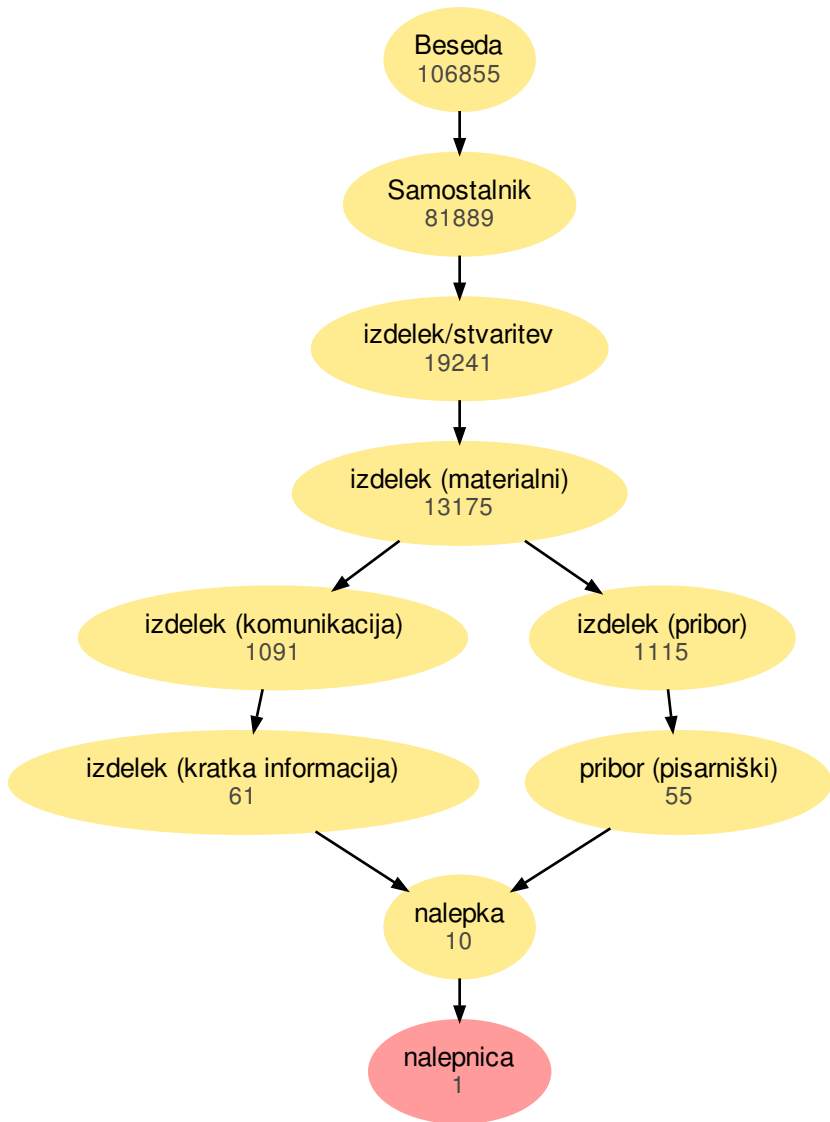 Beseda
106855
Samostalnik
81889
izdelek/stvaritev
19241
izdelek (materialni)
13175
izdelek (komunikacija)
1091
izdelek (pribor)
1115
izdelek (kratka informacija)
61
pribor (pisarniški)
55
nalepka
10
nalepnica
1